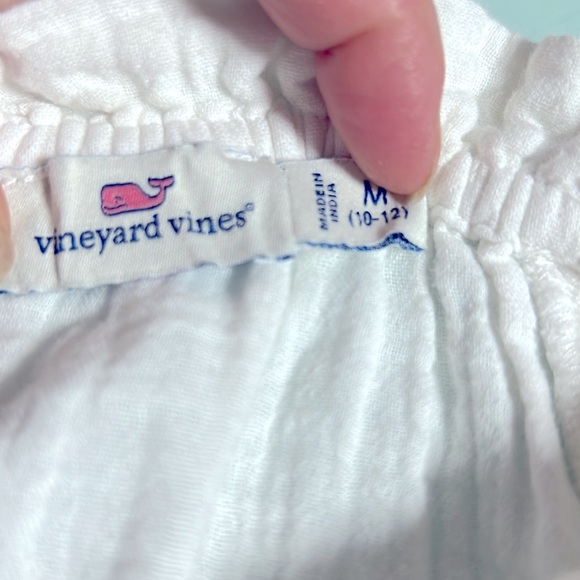 vineyard vines®
MADE IN
INDIA
M
(10-12)